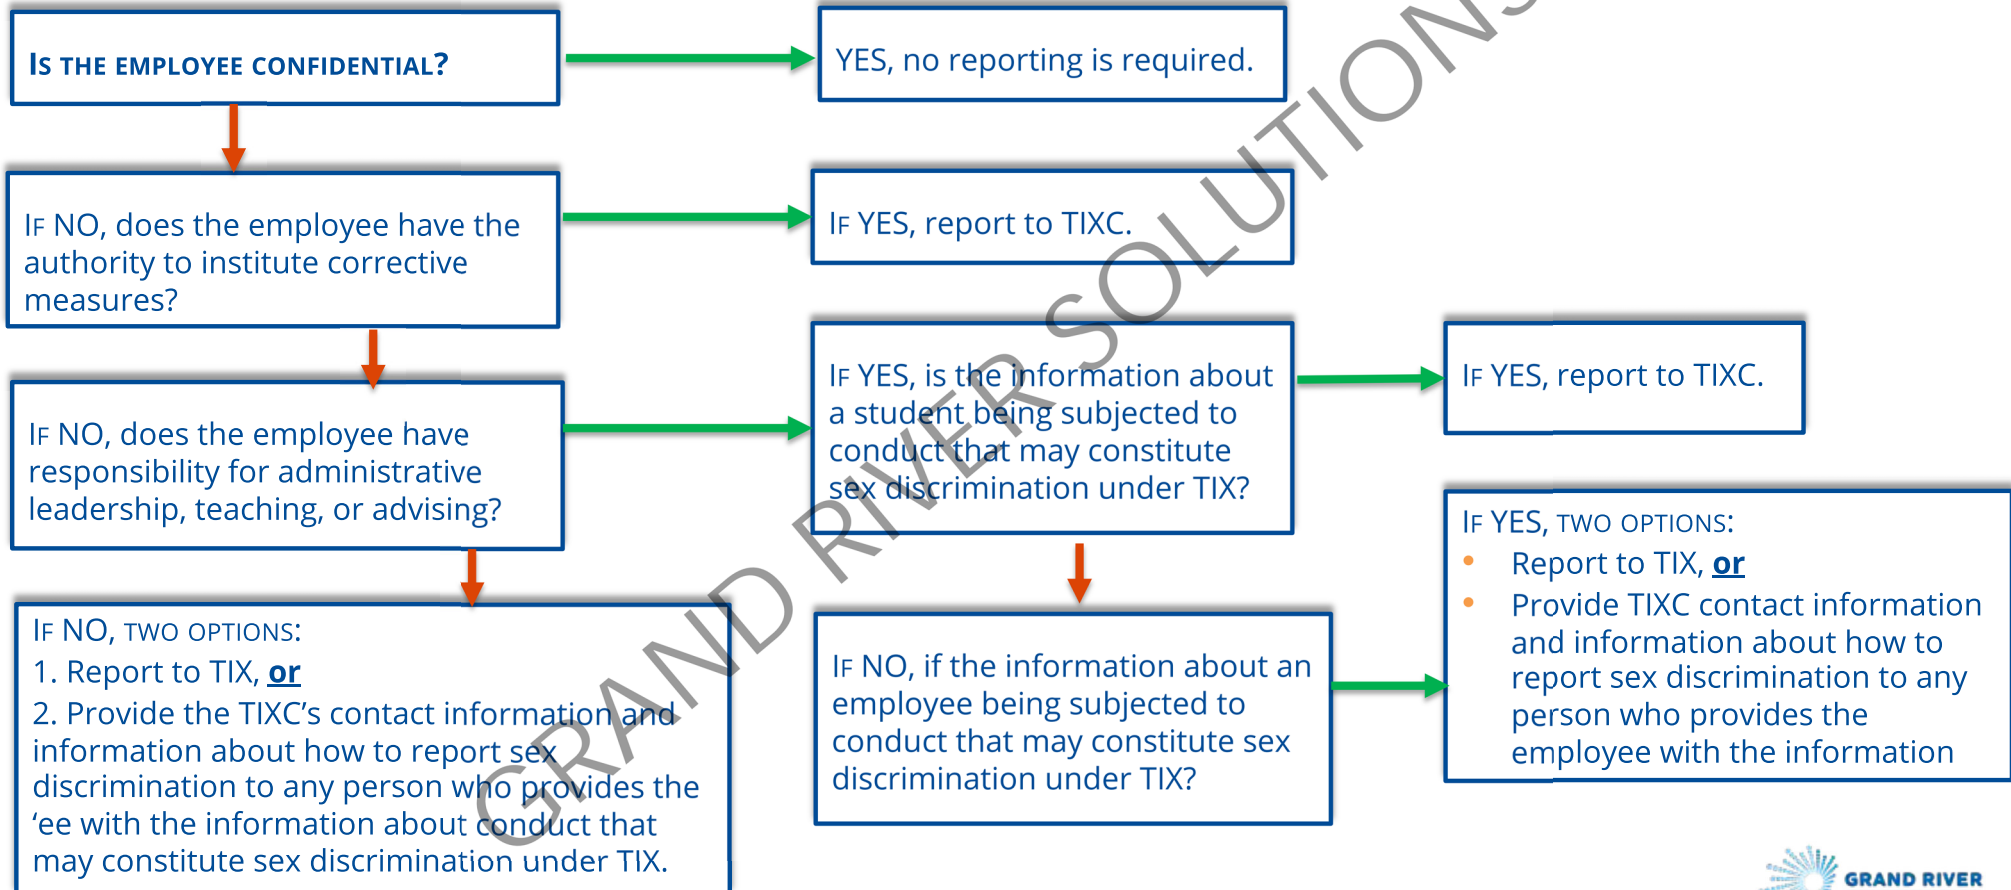 IS THE EMPLOYEE CONFIDENTIAL?
YES, no reporting is required.
IF NO, does the employee have the
authority to institute corrective
measures?
IF YES, report to TIXC.
IF NO, does the employee have
responsibility for administrative
leadership, teaching, or advising?
IF YES, is the information about
a student being subjected to
conduct that may constitute
sex discrimination under TIX?
IF YES, report to TIXC.
IF NO, TWO OPTIONS:
1. Report to TIX, or
2. Provide the TIXC’s contact information and
information about how to report sex
discrimination to any person who provides the
‘ee with the information about conduct that
may constitute sex discrimination under TIX.
IF NO, if the information about an
employee being subjected to
conduct that may constitute sex
discrimination under TIX?
IF YES, TWO OPTIONS:
• Report to TIX, or
• Provide TIXC contact information
and information about how to
report sex discrimination to any
person who provides the
employee with the information
GRAND RIVER SOLUTIONS
GRAND RIVER